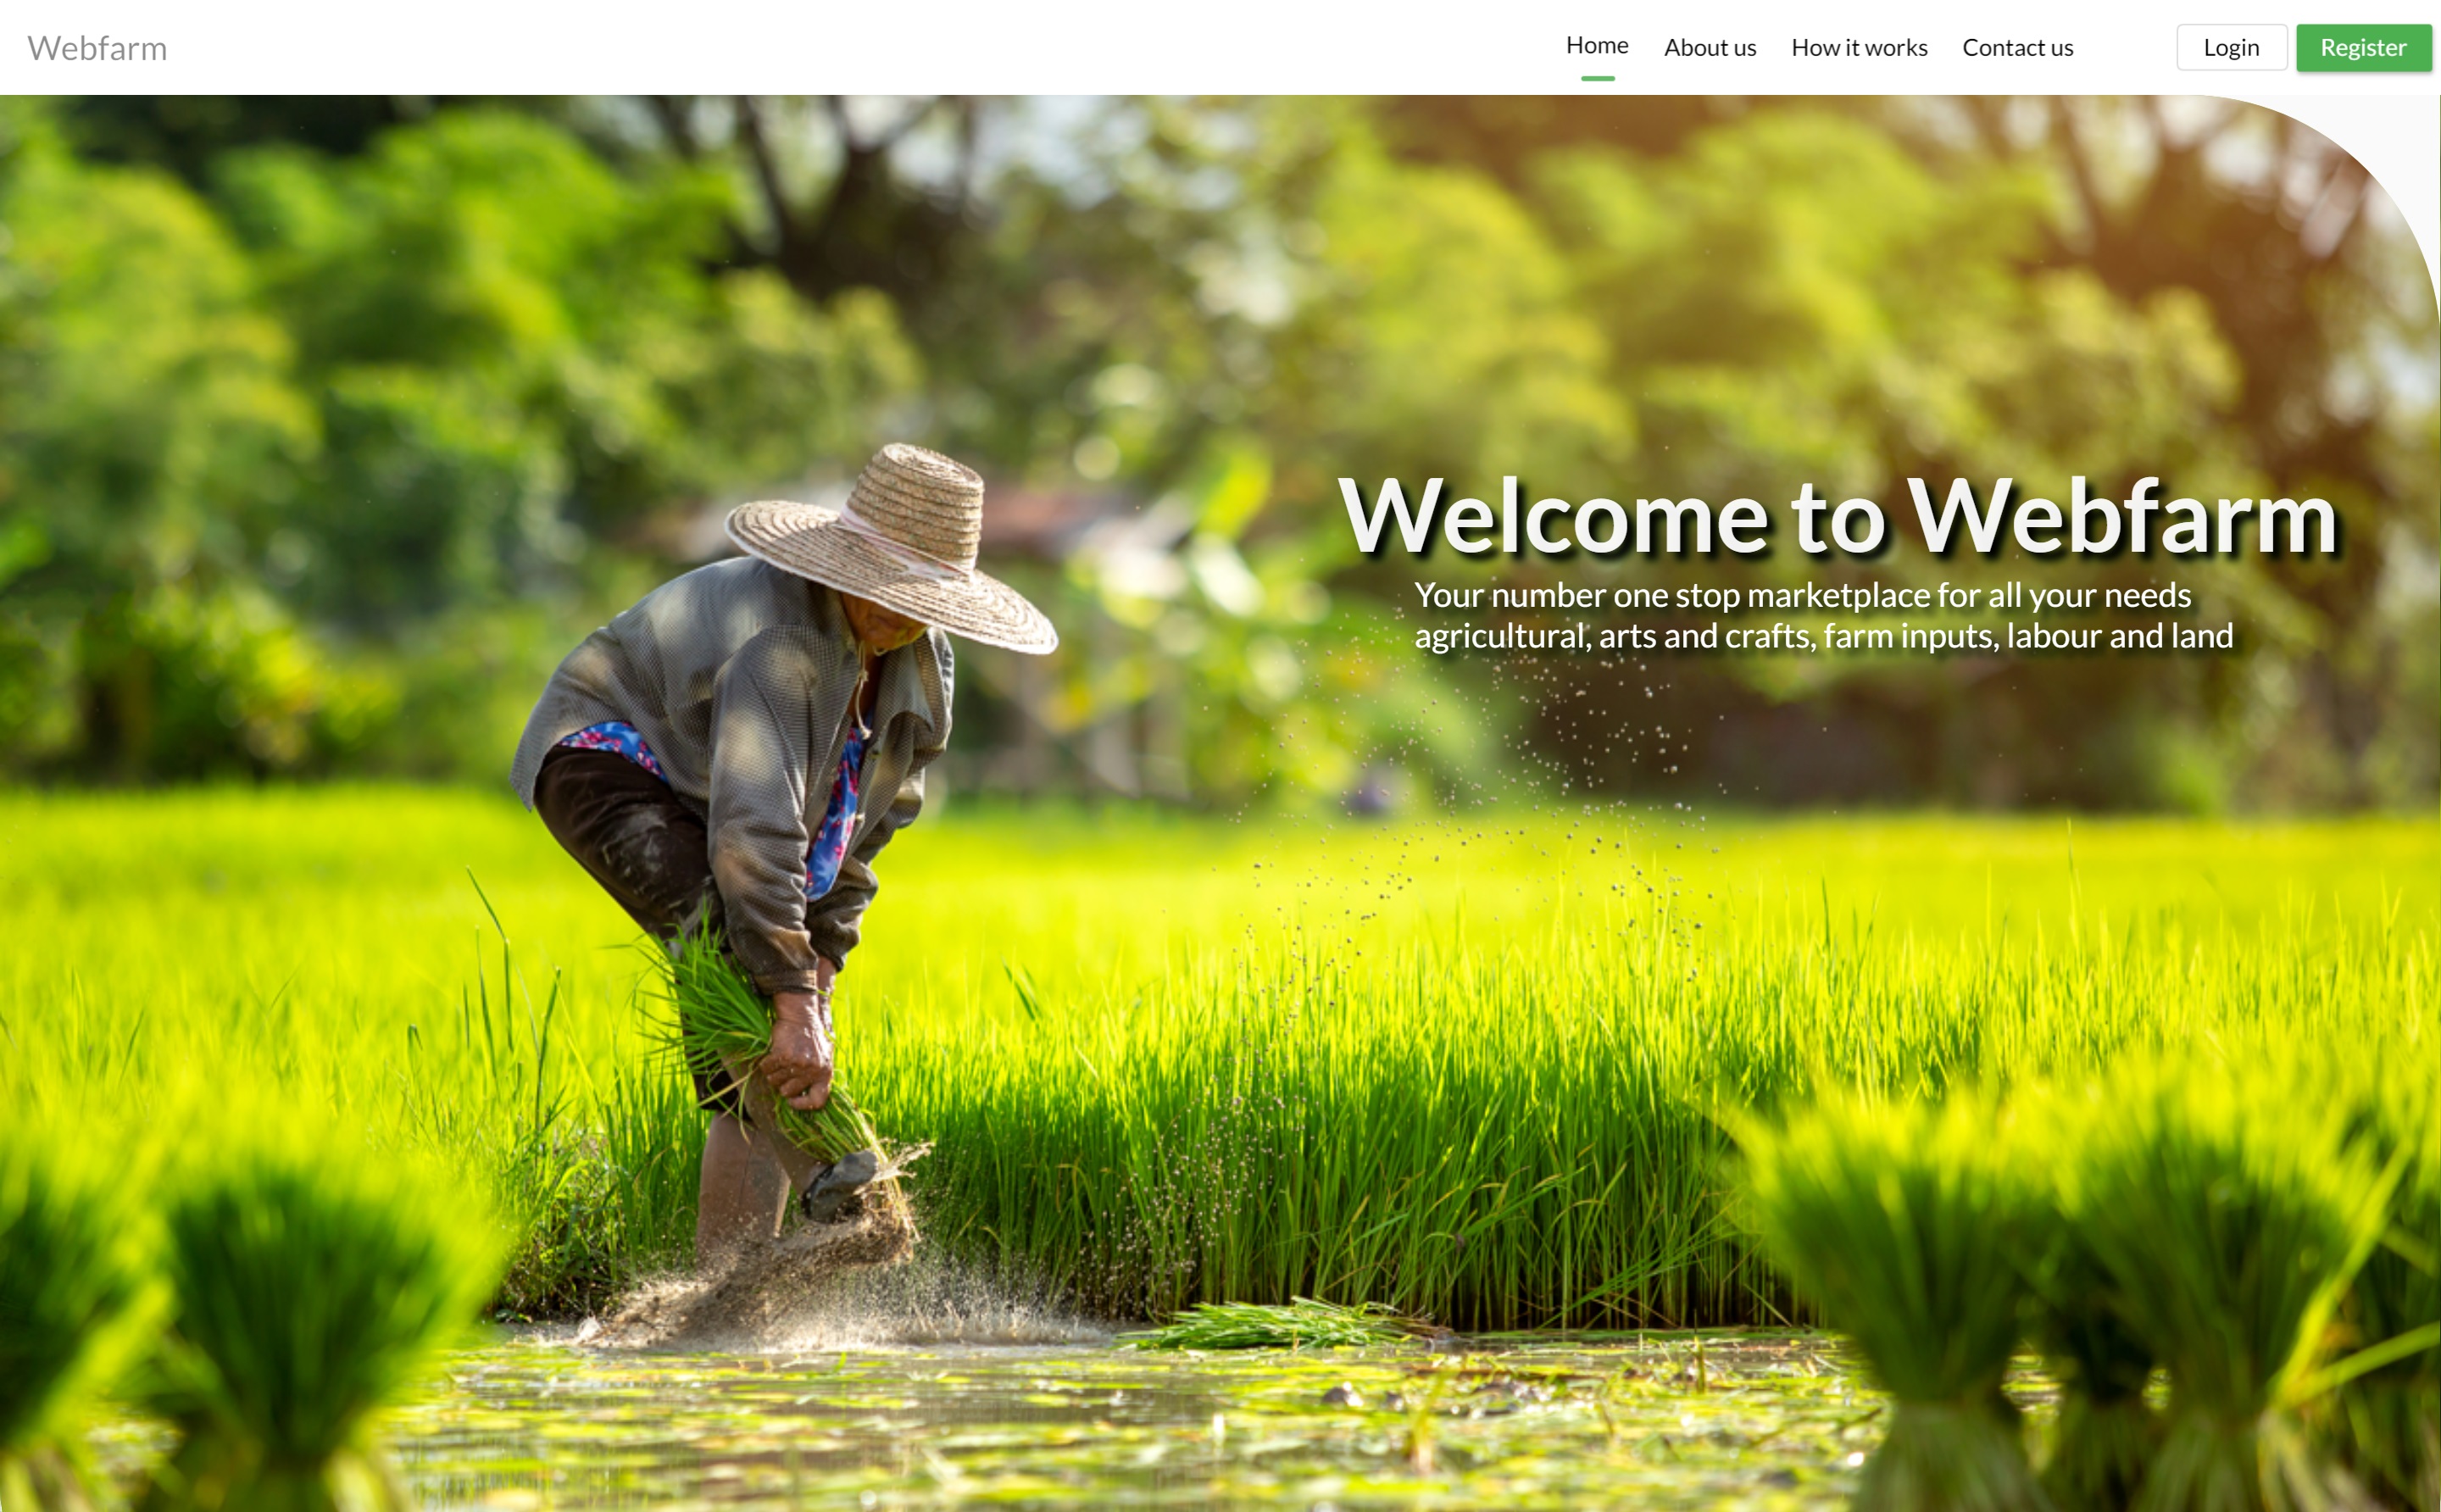 Webfarm
Home About us How it works Contact us Login Register
Welcome to Webfarm
Your number one stop marketplace for all your needs
agricultural, arts and crafts, farm inputs, labour and land